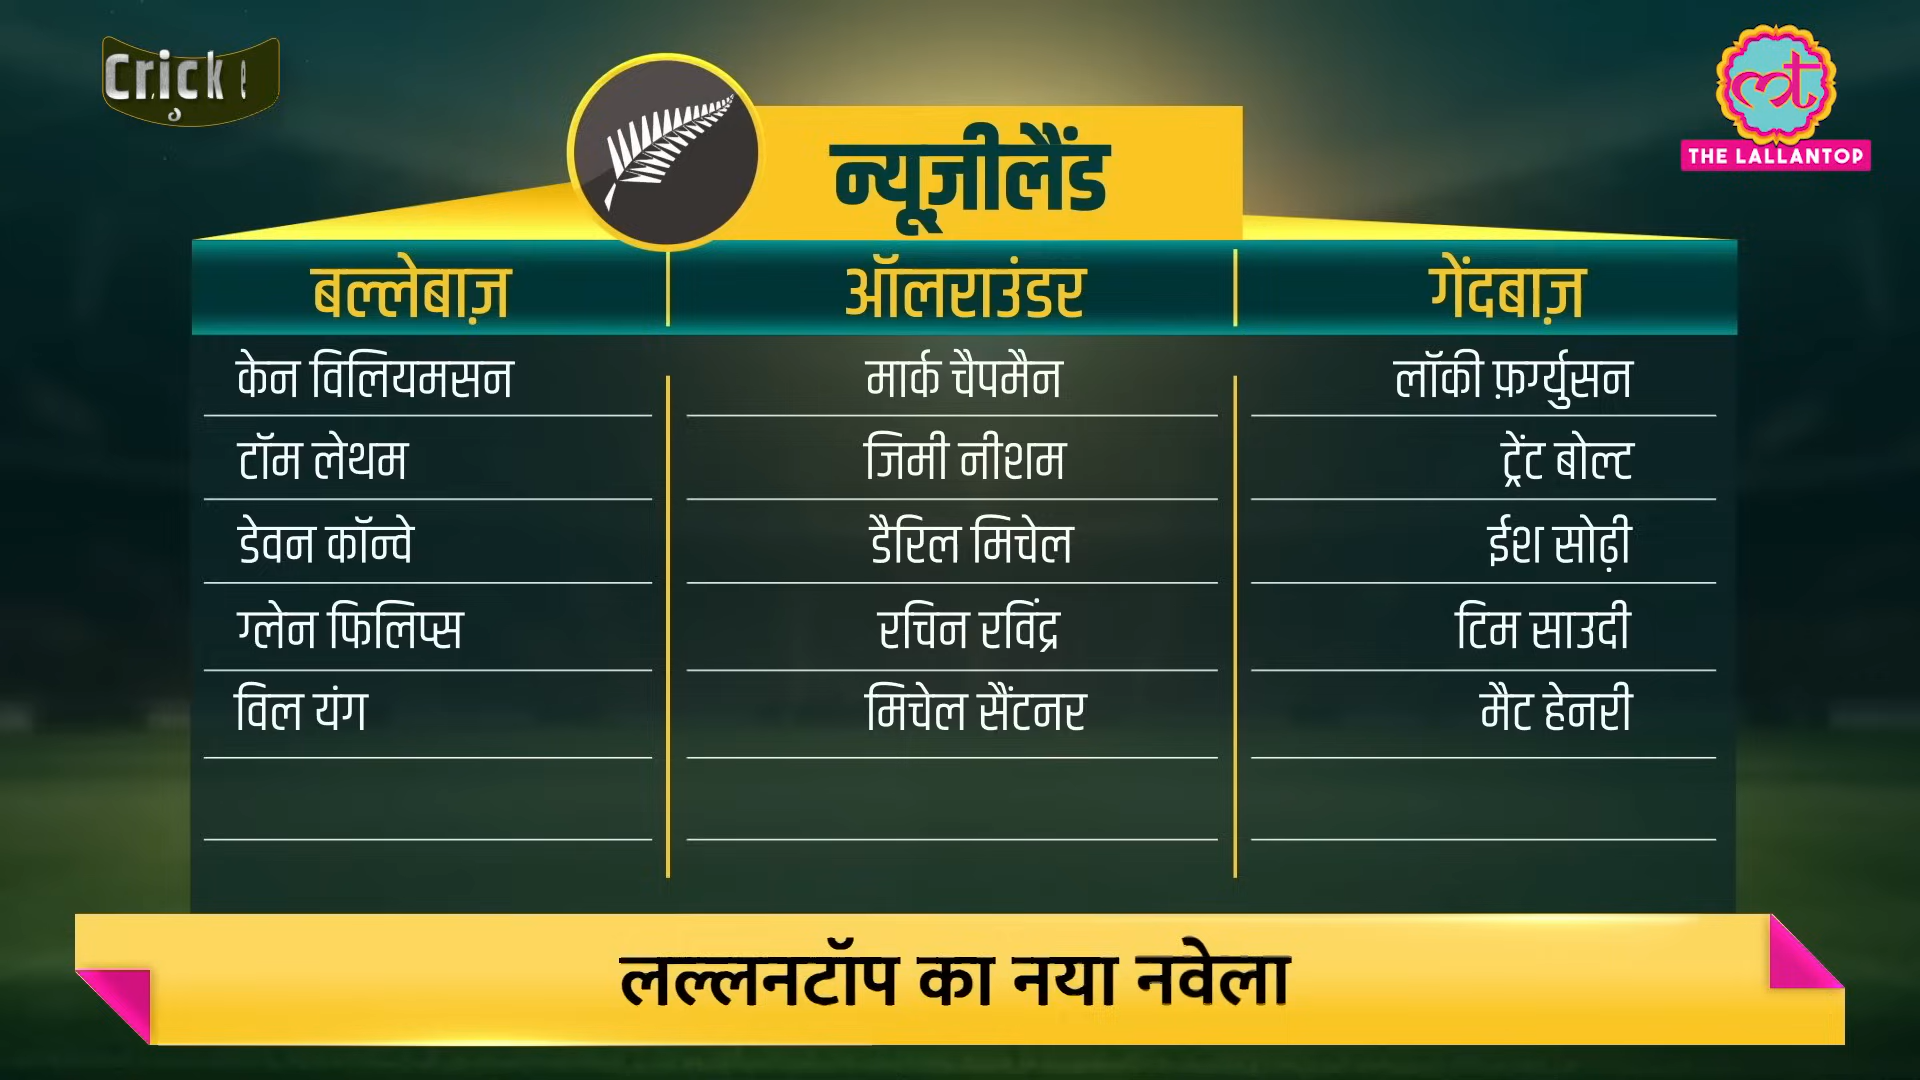 Cricke
THE LALLANTOP
न्यूज़ीलैंड
बल्लेबाज़ ऑलराउंडर गेंदबाज़
केन विलियमसन मार्क चैपमैन लॉकी फ़र्ग्युसन
टॉम लेथम जिमी नीशम ट्रेंट बोल्ट
डेवन कॉन्वे डैरिल मिचेल ईश सोढ़ी
ग्लेन फिलिप्स रचिन रविंद्र टिम साउदी
विल यंग मिचेल सैंटनर मैट हेनरी
लल्लनटॉप का नया नवेला